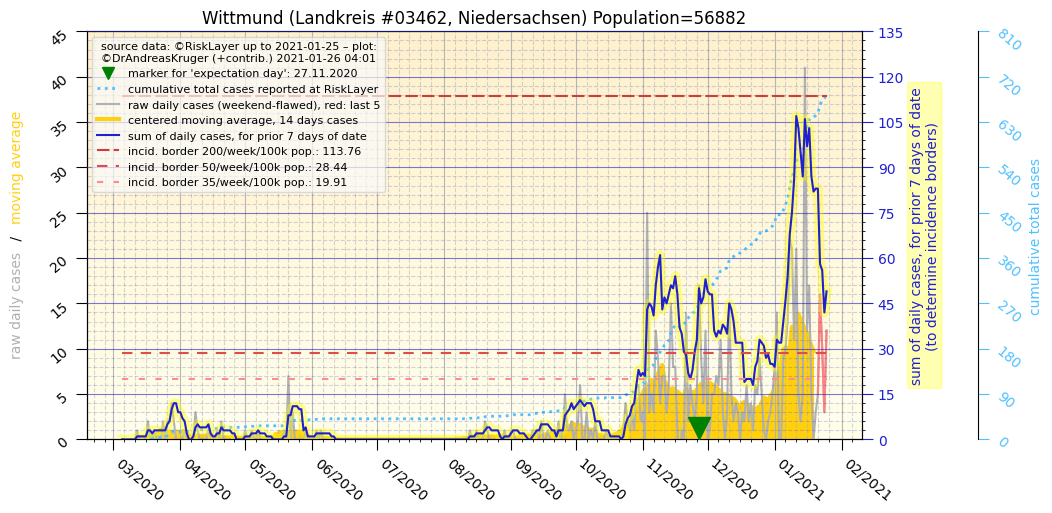 Wittmund (Landkreis #03462, Niedersachsen) Population=56882
source data: ©RiskLayer up to 2021-01-25 – plot:
©DrAndreasKruger (+contrib.) 2021-01-26 04:01
marker for 'expectation day': 27.11.2020
cumulative total cases reported at RiskLayer
raw daily cases (weekend-flawed), red: last 5
centered moving average, 14 days cases
sum of daily cases, for prior 7 days of date
incid. border 200/week/100k pop.: 113.76
incid. border 50/week/100k pop.: 28.44
incid. border 35/week/100k pop.: 19.91
raw daily cases / moving average
45
40
35
30
25
20
15
10
5
0
03/2020
04/2020
05/2020
06/2020
07/2020
08/2020
09/2020
10/2020
11/2020
12/2020
01/2021
02/2021
135
120
105
90
75
60
45
30
15
0
sum of daily cases, for prior 7 days of date
(to determine incidence borders)
810
720
630
540
450
360
270
180
90
0
cumulative total cases